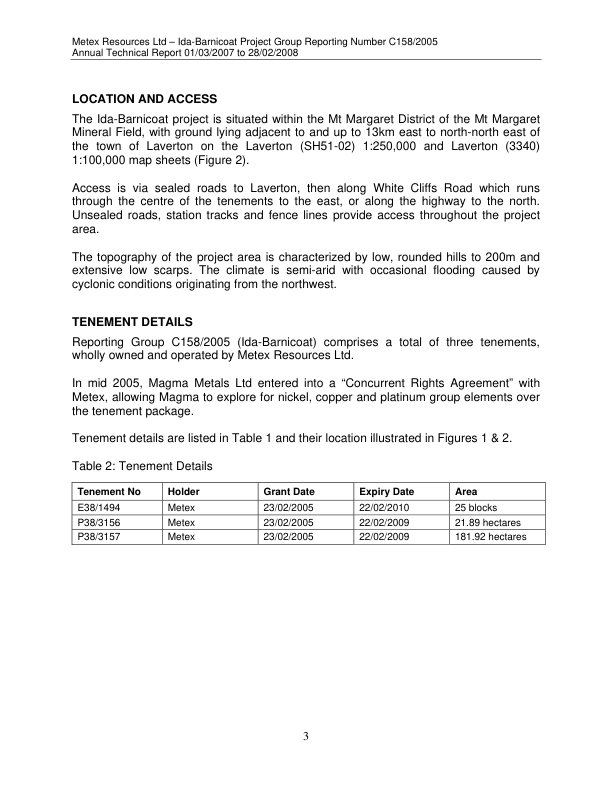 Metex Resources Ltd – Ida-Barnicoat Project Group Reporting Number C158/2005
Annual Technical Report 01/03/2007 to 28/02/2008
LOCATION AND ACCESS
The Ida-Barnicoat project is situated within the Mt Margaret District of the Mt Margaret
Mineral Field, with ground lying adjacent to and up to 13km east to north-north east of
the town of Laverton on the Laverton (SH51-02) 1:250,000 and Laverton (3340)
1:100,000 map sheets (Figure 2).
Access is via sealed roads to Laverton, then along White Cliffs Road which runs
through the centre of the tenements to the east, or along the highway to the north.
Unsealed roads, station tracks and fence lines provide access throughout the project
area.
The topography of the project area is characterized by low, rounded hills to 200m and
extensive low scarps. The climate is semi-arid with occasional flooding caused by
cyclonic conditions originating from the northwest.
TENEMENT DETAILS
Reporting Group C158/2005 (Ida-Barnicoat) comprises a total of three tenements,
wholly owned and operated by Metex Resources Ltd.
In mid 2005, Magma Metals Ltd entered into a “Concurrent Rights Agreement” with
Metex, allowing Magma to explore for nickel, copper and platinum group elements over
the tenement package.
Tenement details are listed in Table 1 and their location illustrated in Figures 1 & 2.
Table 2: Tenement Details
Tenement No Holder Grant Date Expiry Date Area
E38/1494 Metex 23/02/2005 22/02/2010 25 blocks
P38/3156 Metex 23/02/2005 22/02/2009 21.89 hectares
P38/3157 Metex 23/02/2005 22/02/2009 181.92 hectares
3